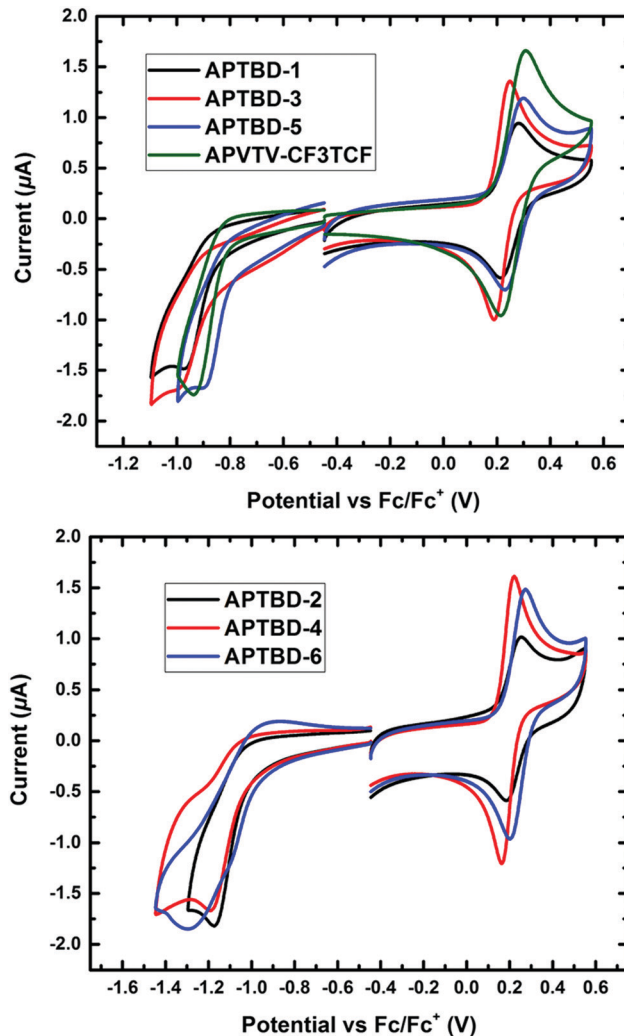 2.0
1.5
1.0
0.5
0.0
-0.5
-1.0
-1.5
-2.0
Current (μA)
APTBD-1
APTBD-3
APTBD-5
APVTV-CF3TCF
-1.2 -1.0 -0.8 -0.6 -0.4 -0.2 0.0 0.2 0.4 0.6
Potential vs Fc/Fc⁺ (V)
2.0
1.5
1.0
0.5
0.0
-0.5
-1.0
-1.5
-2.0
Current (μA)
APTBD-2
APTBD-4
APTBD-6
-1.6 -1.4 -1.2 -1.0 -0.8 -0.6 -0.4 -0.2 0.0 0.2 0.4 0.6
Potential vs Fc/Fc⁺ (V)